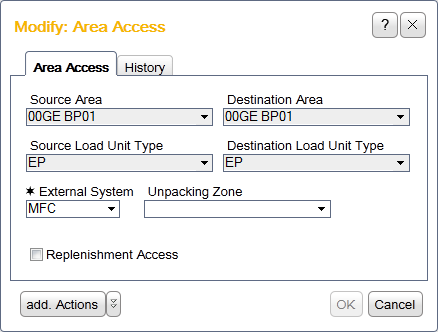 Modify: Area Access
?
Area Access History
Source Area Destination Area
00GE BP01 00GE BP01
Source Load Unit Type Destination Load Unit Type
EP EP
✶ External System Unpacking Zone
MFC
Replenishment Access
add. Actions OK Cancel